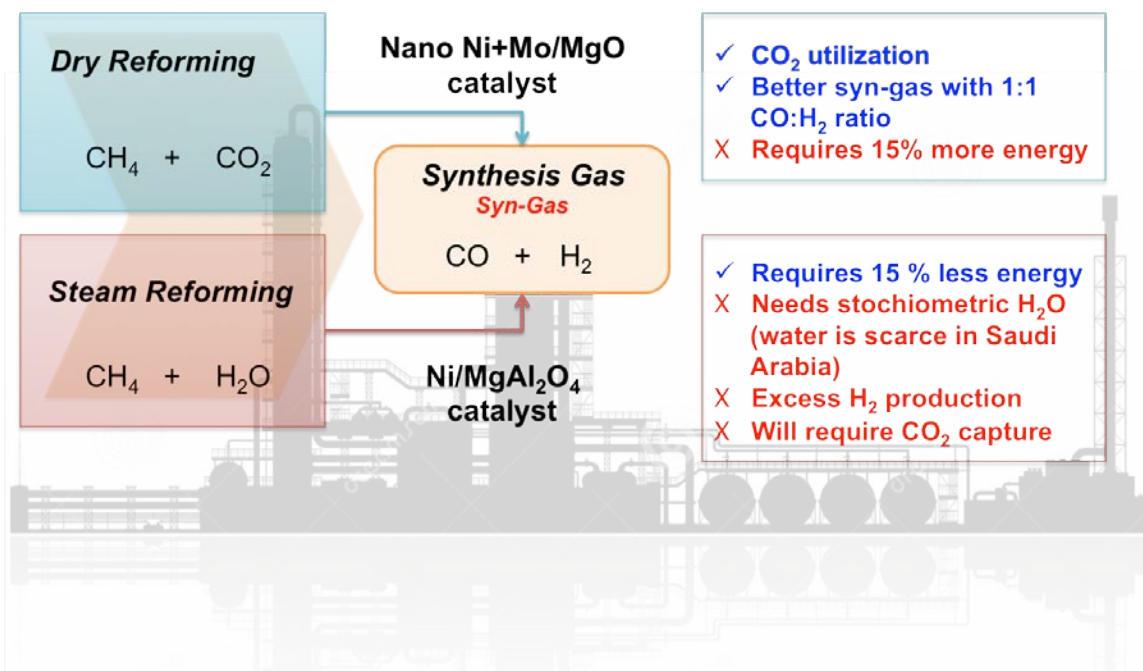 Dry Reforming
CH₄ + CO₂
Nano Ni+Mo/MgO
catalyst
Synthesis Gas
Syn-Gas
CO + H₂
✓ CO₂ utilization
✓ Better syn-gas with 1:1
CO:H₂ ratio
X Requires 15% more energy
Steam Reforming
CH₄ + H₂O
Ni/MgAl₂O₄
catalyst
✓ Requires 15 % less energy
X Needs stochiometric H₂O
(water is scarce in Saudi
Arabia)
X Excess H₂ production
X Will require CO₂ capture